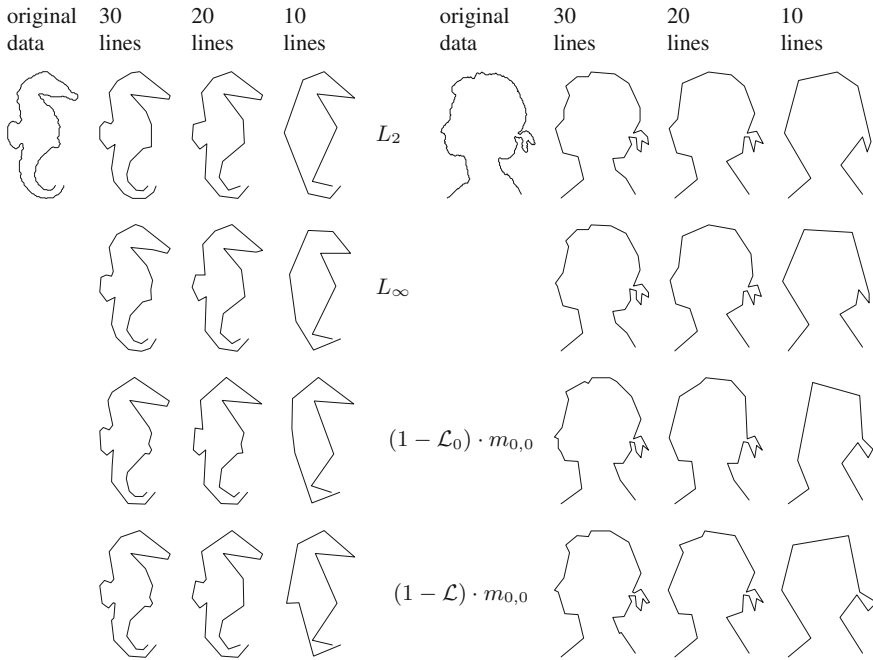 original data 30 lines 20 lines 10 lines original data 30 lines 20 lines 10 lines
L₂
L∞
(1 − ℒ₀) · m₀,₀
(1 − ℒ) · m₀,₀